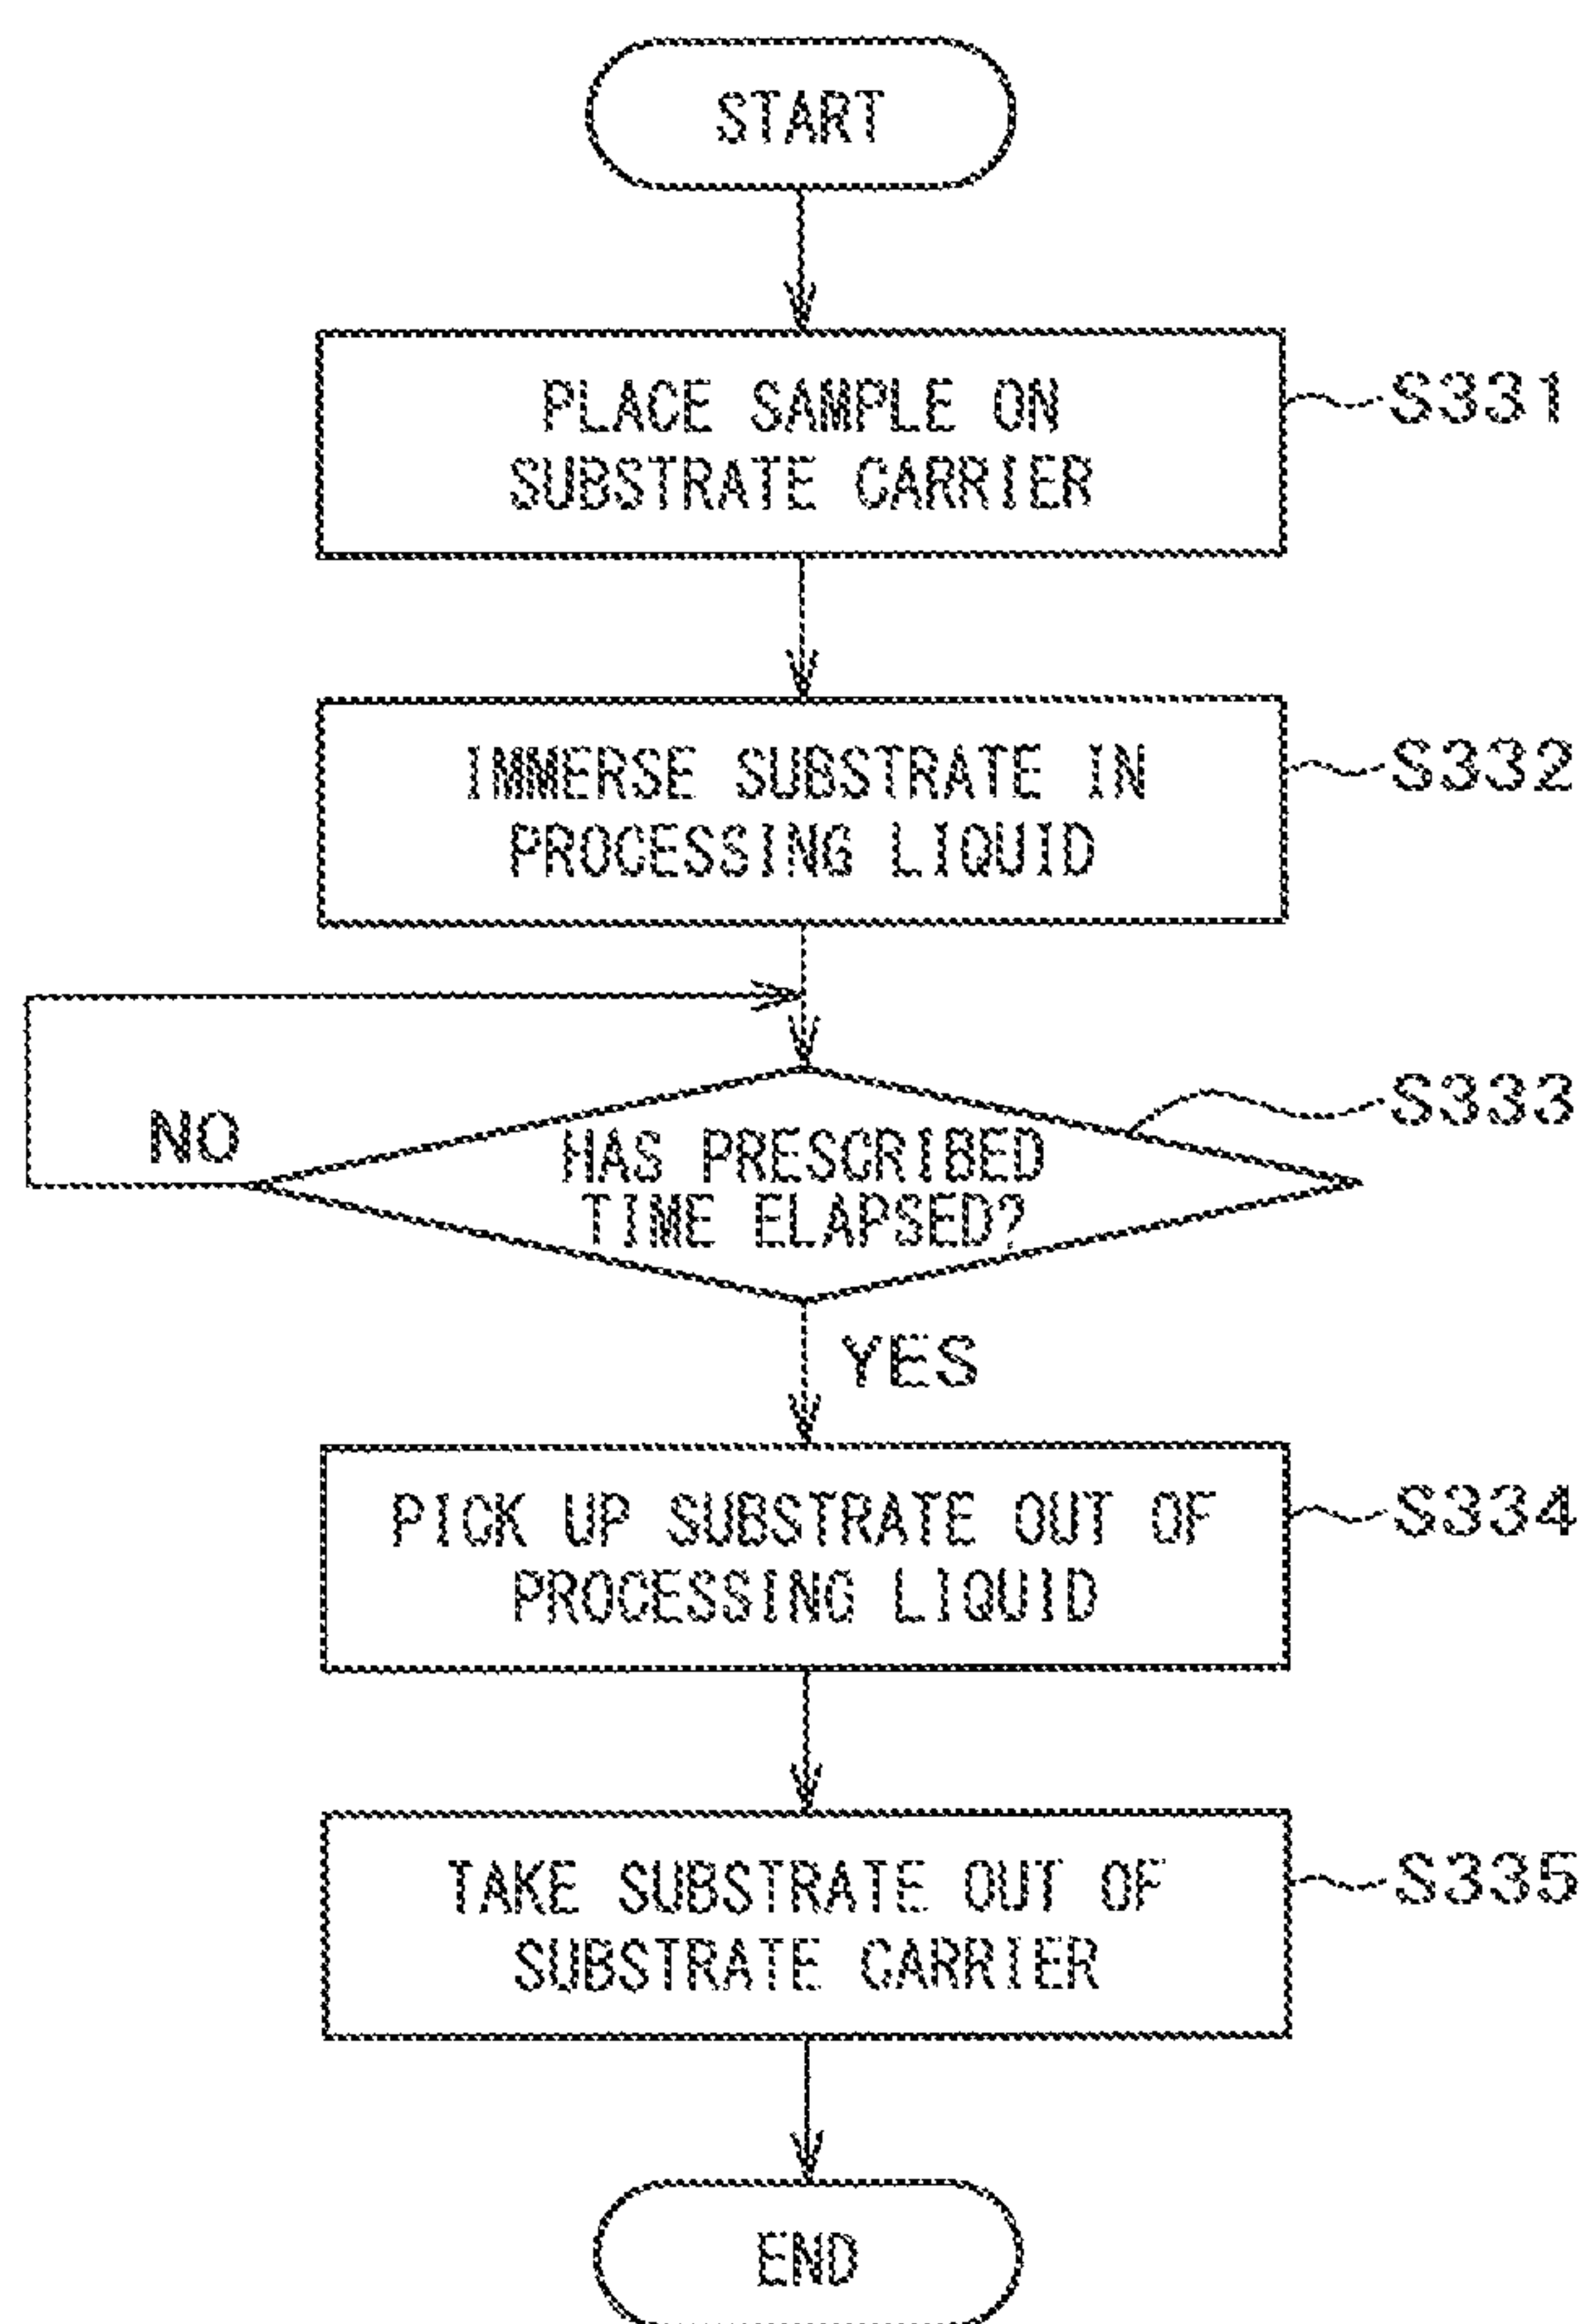 START
PLACE SAMPLE ON
SUBSTRATE CARRIER
S331
IMMERSE SUBSTRATE IN
PROCESSING LIQUID
S332
NO
HAS PRESCRIBED
TIME ELAPSED?
S333
YES
PICK UP SUBSTRATE OUT OF
PROCESSING LIQUID
S334
TAKE SUBSTRATE OUT OF
SUBSTRATE CARRIER
S335
END